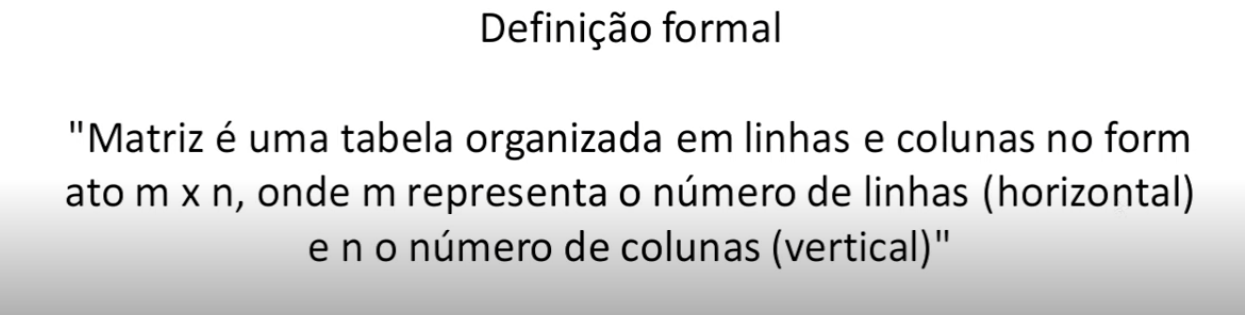 Definição formal
"Matriz é uma tabela organizada em linhas e colunas no form
ato m x n, onde m representa o número de linhas (horizontal)
e n o número de colunas (vertical)"